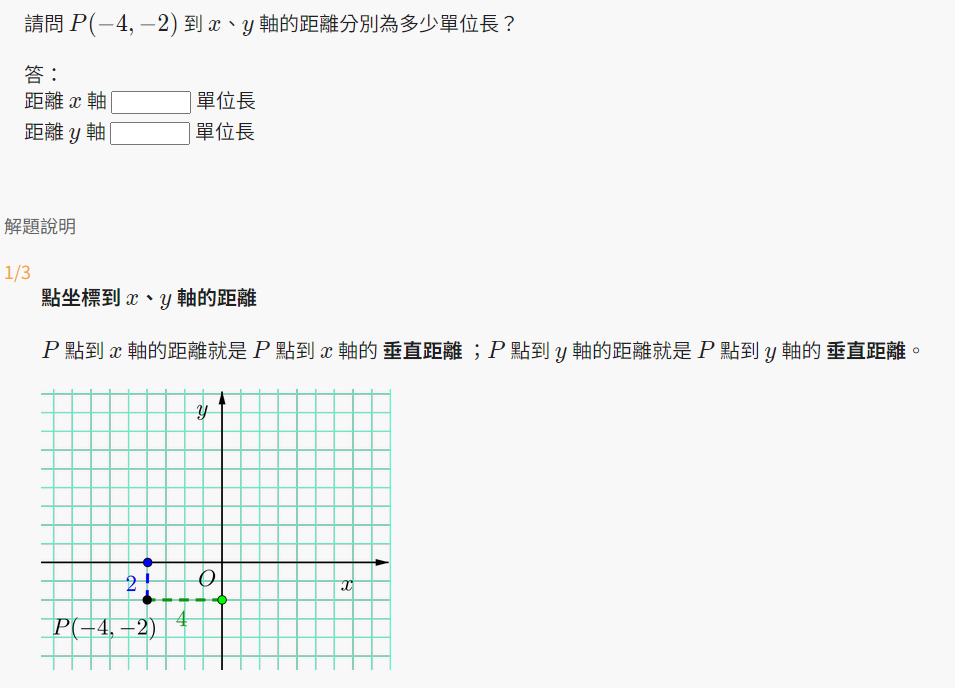 請問 P(−4, −2) 到 x、y 軸的距離分別為多少單位長？
答：
距離 x 軸 單位長
距離 y 軸 單位長
解題說明
1/3
點坐標到 x、y 軸的距離
P 點到 x 軸的距離就是 P 點到 x 軸的 垂直距離 ；P 點到 y 軸的距離就是 P 點到 y 軸的 垂直距離。
y
O
2
x
4
P(−4, −2)